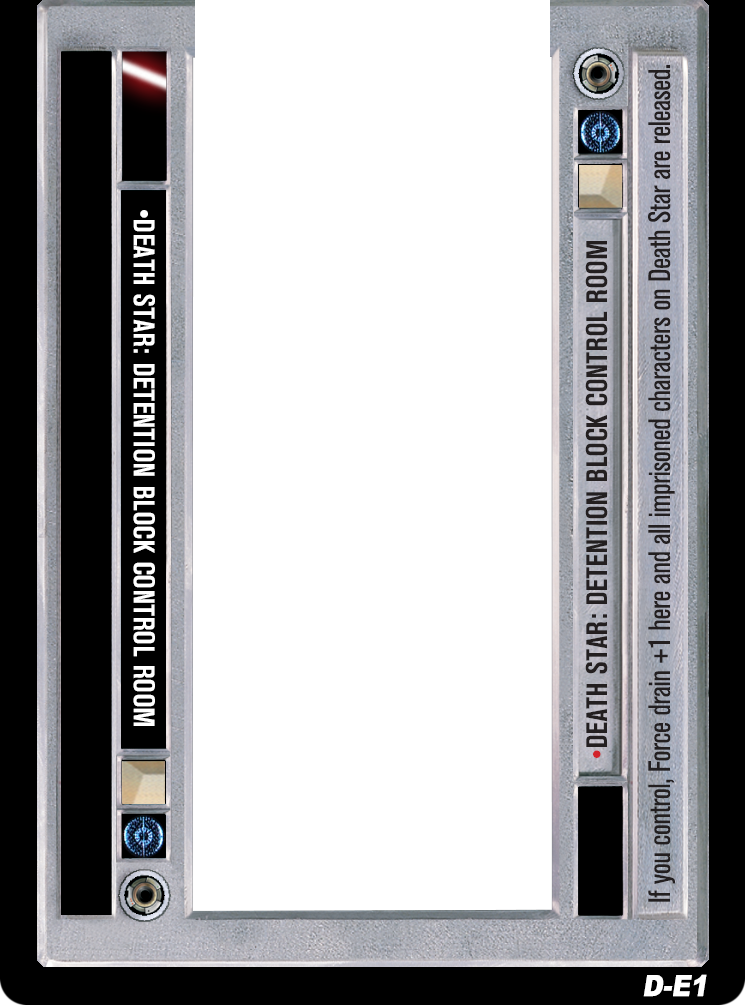 •DEATH STAR: DETENTION BLOCK CONTROL ROOM
•DEATH STAR: DETENTION BLOCK CONTROL ROOM
If you control, Force drain +1 here and all imprisoned characters on Death Star are released.
D-E1